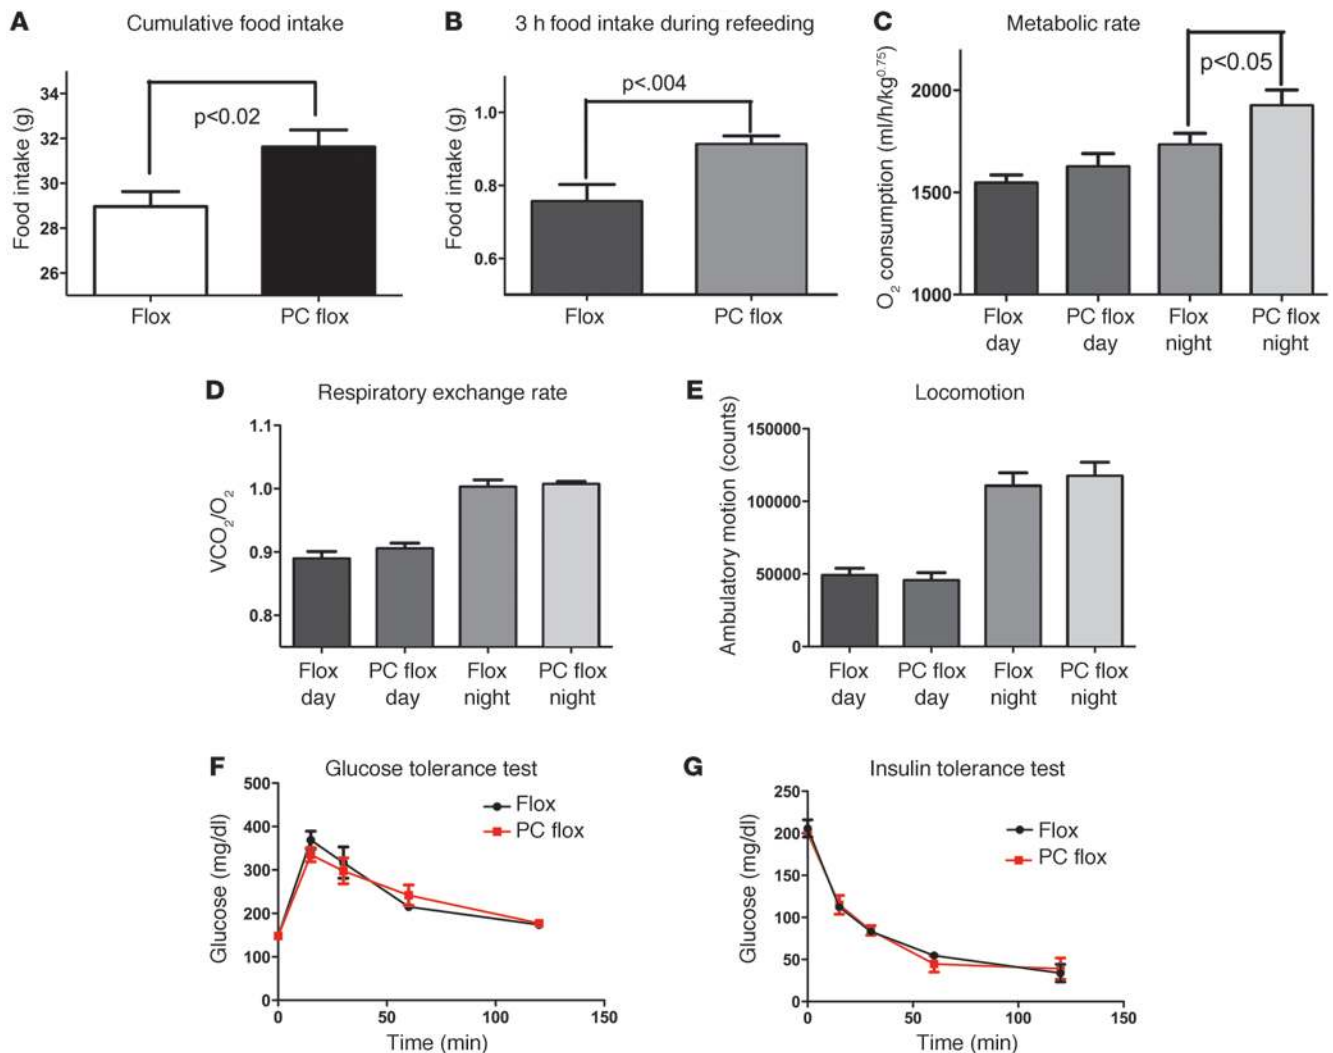 A Cumulative food intake
Food intake (g)
34
32
30
28
26
p<0.02
Flox PC flox
B 3 h food intake during refeeding
Food intake (g)
1.0
0.8
0.6
p<.004
Flox PC flox
C Metabolic rate
O₂ consumption (ml/h/kg⁰·⁷⁵)
2000
1500
1000
p<0.05
Flox PC flox Flox PC flox
day day night night
D Respiratory exchange rate
VCO₂/O₂
1.1
1.0
0.9
0.8
Flox PC flox Flox PC flox
day day night night
E Locomotion
Ambulatory motion (counts)
150000
100000
50000
0
Flox PC flox Flox PC flox
day day night night
F Glucose tolerance test
Glucose (mg/dl)
500
400
300
200
100
0
Flox
PC flox
0 50 100 150
Time (min)
G Insulin tolerance test
Glucose (mg/dl)
250
200
150
100
50
0
Flox
PC flox
0 50 100 150
Time (min)